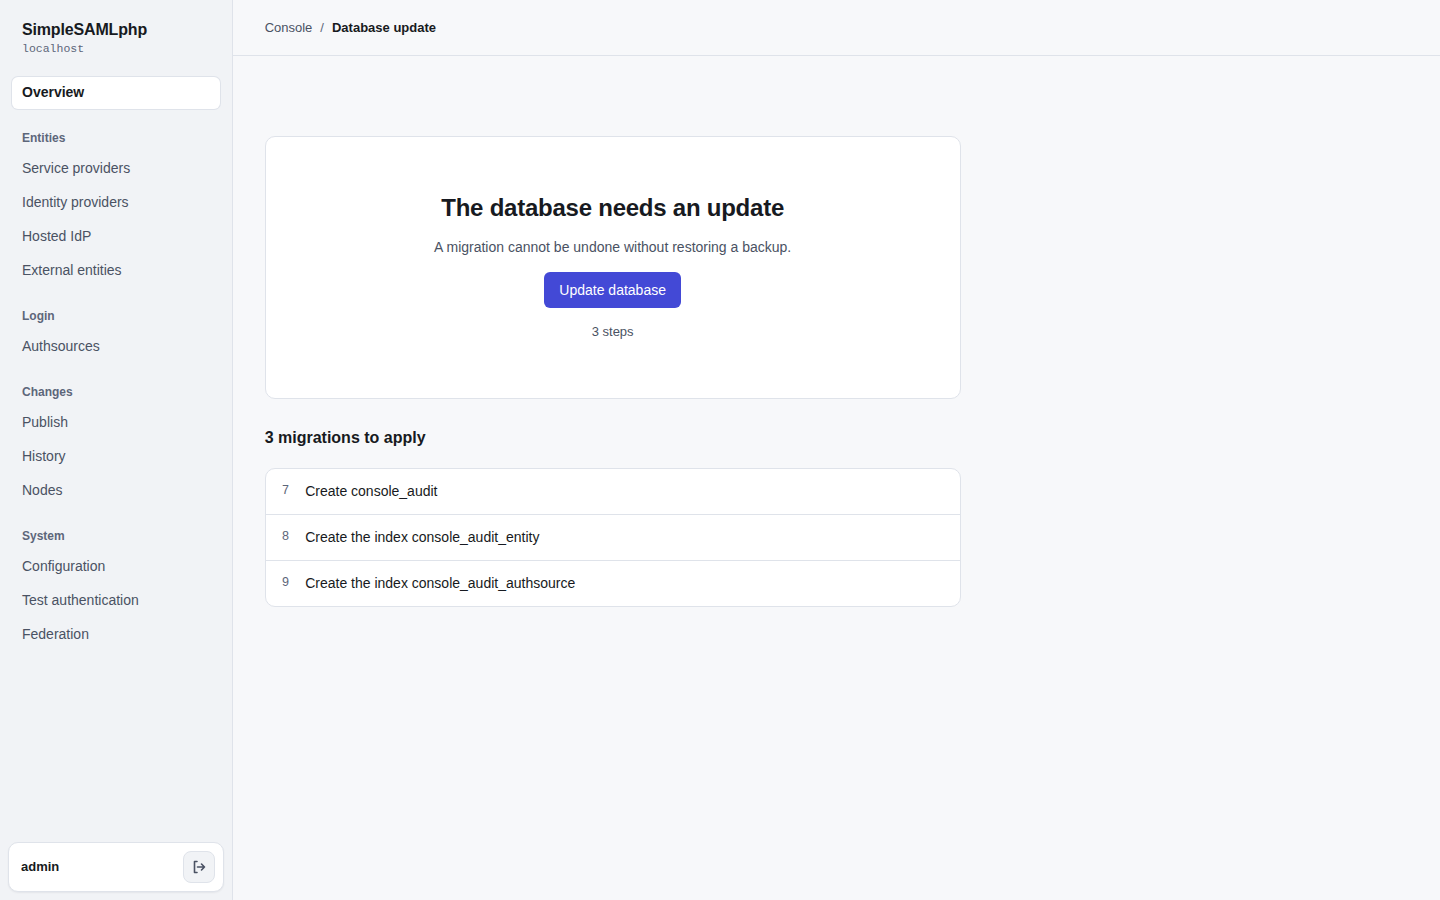 SimpleSAMLphp
localhost
Overview
Entities
Service providers
Identity providers
Hosted IdP
External entities
Login
Authsources
Changes
Publish
History
Nodes
System
Configuration
Test authentication
Federation
admin
Console / Database update
The database needs an update
A migration cannot be undone without restoring a backup.
Update database
3 steps
3 migrations to apply
7 Create console_audit
8 Create the index console_audit_entity
9 Create the index console_audit_authsource